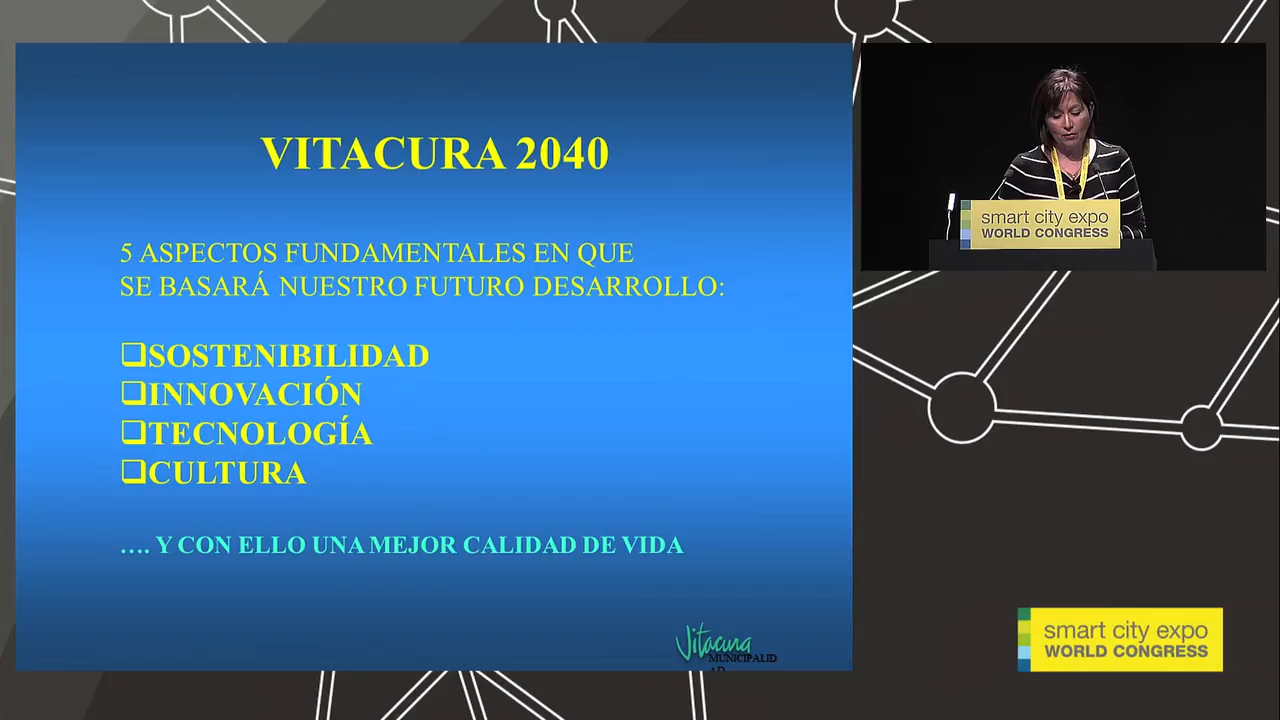 VITACURA 2040
5 ASPECTOS FUNDAMENTALES EN QUE
SE BASARÁ NUESTRO FUTURO DESARROLLO:
❑SOSTENIBILIDAD
❑INNOVACIÓN
❑TECNOLOGÍA
❑CULTURA
…. Y CON ELLO UNA MEJOR CALIDAD DE VIDA
Vitacura
MUNICIPALID
AD
smart city expo
WORLD CONGRESS
smart city expo
WORLD CONGRESS